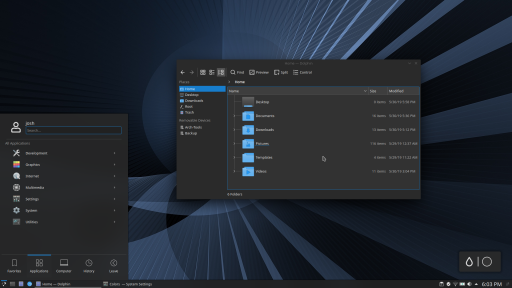 Home — Dolphin
Find
Preview
Split
Control
Places
Home
Desktop
Downloads
Root
Trash
Removable Devices
Arch-Pods
Backup
Home
Name
Size
Modified
Desktop
Documents
Downloads
Pictures
Templates
Videos
6 Folders
josh
Search...
All Applications
Development
Graphics
Internet
Multimedia
Settings
System
Utilities
Favorites
Applications
Computer
History
Leave
Home — Dolphin
Colors — System Settings
6:03 PM